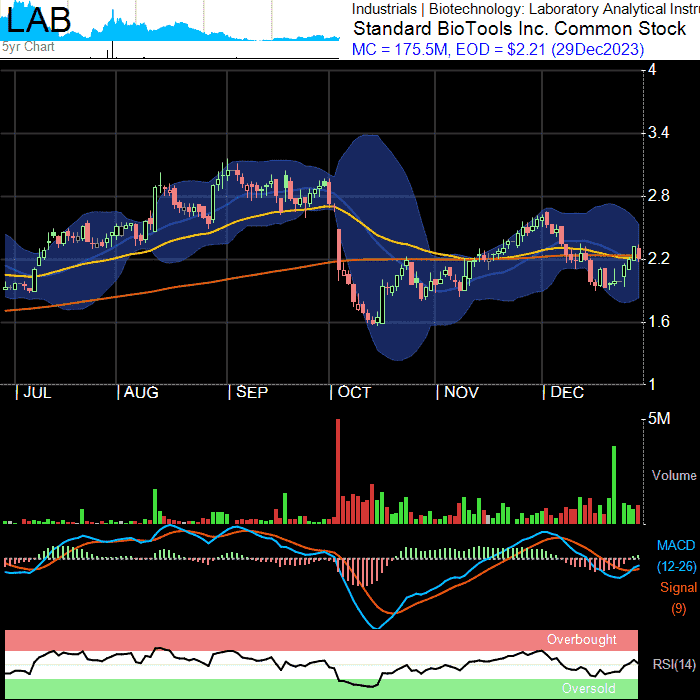 LAB
5yr Chart
Industrials | Biotechnology: Laboratory Analytical Instru
Standard BioTools Inc. Common Stock
MC = 175.5M, EOD = $2.21 (29Dec2023)
4
3.4
2.8
2.2
1.6
1
JUL AUG SEP OCT NOV DEC
5M
Volume
MACD
(12-26)
Signal
(9)
Overbought
RSI(14)
Oversold